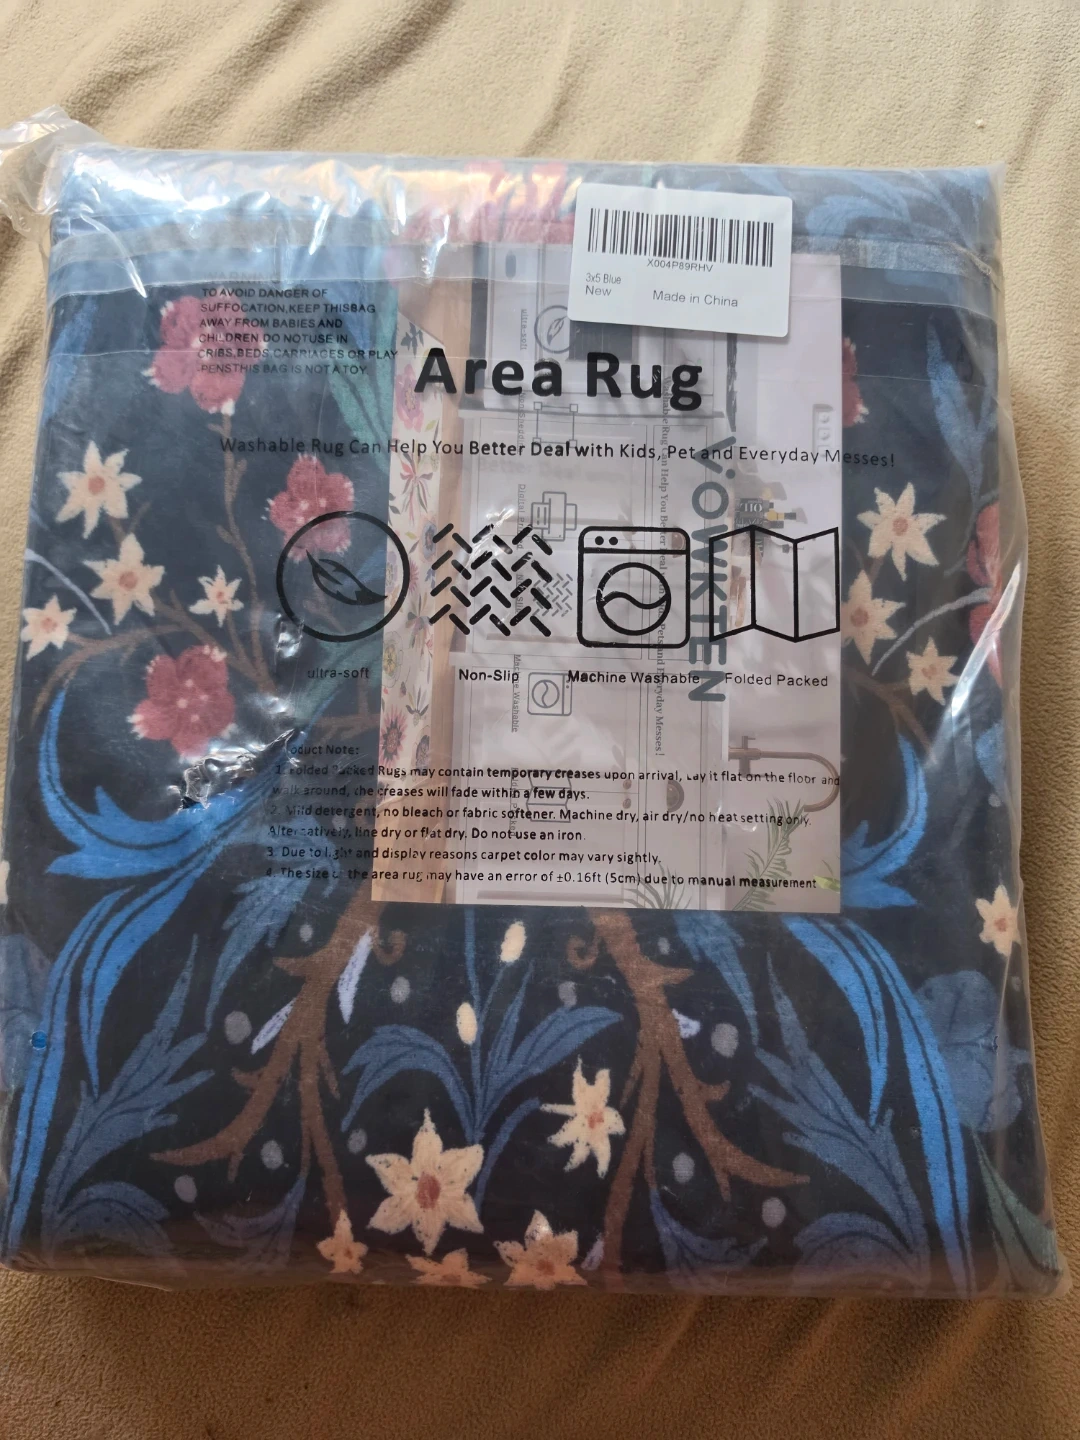 X004P89RHV
3x5 Blue
New
Made in China
TO AVOID DANGER OF
SUFFOCATION,KEEP THISBAG
AWAY FROM BABIES AND
CHILDREN.DO NOTUSE IN
CRIBS,BEDS,CARRIAGES OR PLAY
PENSTHIS BAG IS NOT A TOY.
Area Rug
Washable Rug Can Help You Better Deal with Kids, Pet and Everyday Messes!
VOWKTEN
ultra-soft
Non-Slip
Machine Washable
Folded Packed
ultra-soft
Machine Washable
Product Note:
1. Folded Packed Rugs may contain temporary creases upon arrival, Lay it flat on the floor and
walk around, the creases will fade within a few days.
2. Mild detergent, no bleach or fabric softener. Machine dry, air dry/no heat setting only.
Alternatively, line dry or flat dry. Do not use an iron.
3. Due to light and display reasons carpet color may vary sightly.
4. The size of the area rug may have an error of ±0.16ft (5cm) due to manual measurement